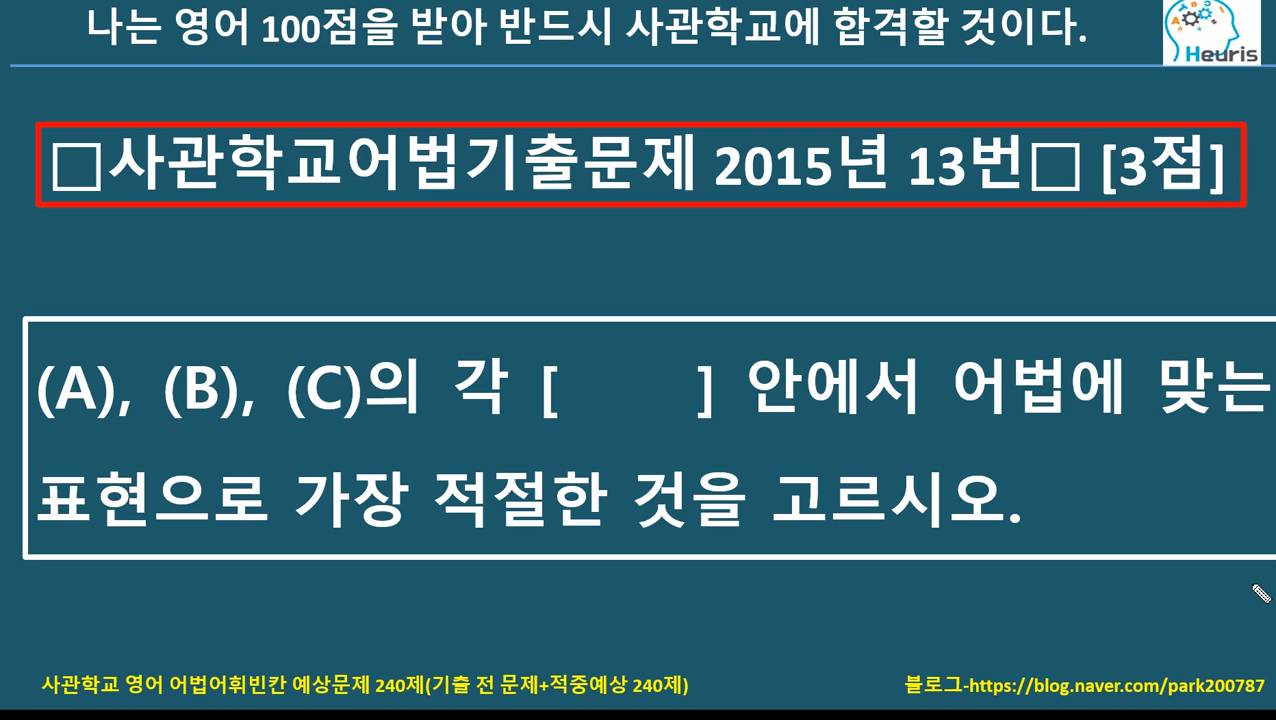 나는 영어 100점을 받아 반드시 사관학교에 합격할 것이다.
Heuris
□사관학교어법기출문제 2015년 13번□ [3점]
(A), (B), (C)의 각 [ ] 안에서 어법에 맞는
표현으로 가장 적절한 것을 고르시오.
사관학교 영어 어법어휘빈칸 예상문제 240제(기출 전 문제+적중예상 240제)
블로그-https://blog.naver.com/park200787